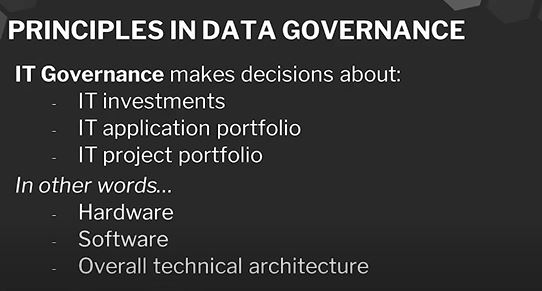 PRINCIPLES IN DATA GOVERNANCE
IT Governance makes decisions about:
- IT investments
- IT application portfolio
- IT project portfolio
In other words...
- Hardware
- Software
- Overall technical architecture